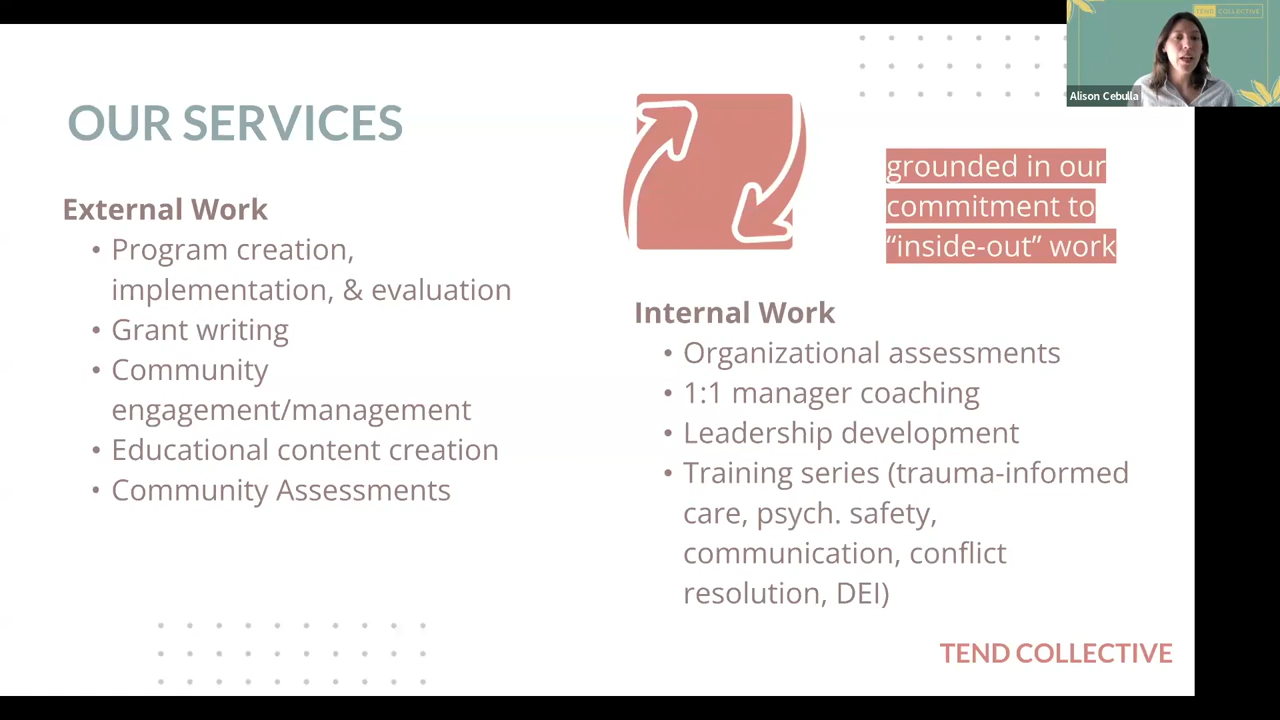 TEND COLLECTIVE
Alison Cebulla
OUR SERVICES
External Work
• Program creation,
implementation, & evaluation
• Grant writing
• Community
engagement/management
• Educational content creation
• Community Assessments
grounded in our
commitment to
“inside-out” work
Internal Work
• Organizational assessments
• 1:1 manager coaching
• Leadership development
• Training series (trauma-informed
care, psych. safety,
communication, conflict
resolution, DEI)
TEND COLLECTIVE